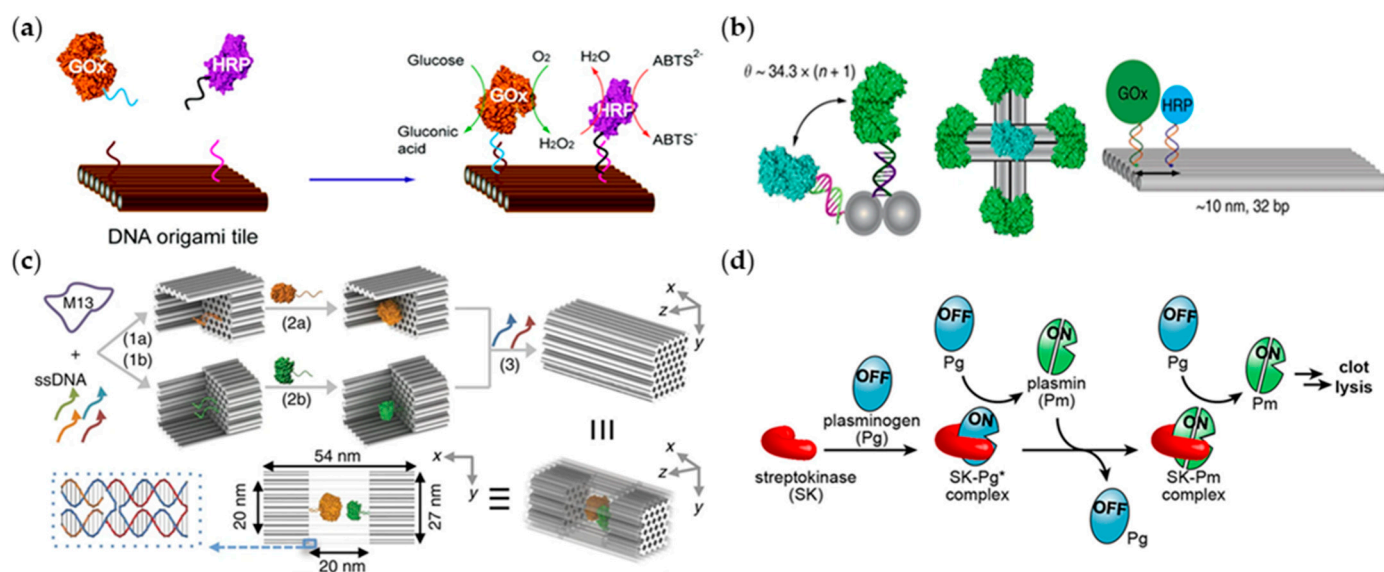 (a)
GOx
HRP
DNA origami tile
Glucose
O₂
H₂O
ABTS²⁻
GOx
HRP
Gluconic
acid
H₂O₂
ABTS⁻
(b)
θ ~ 34.3 × (n + 1)
GOx
HRP
~10 nm, 32 bp
(c)
M13
+
ssDNA
(1a)
(1b)
(2a)
(2b)
(3)
x
z
y
54 nm
20 nm
27 nm
20 nm
x
y
x
z
y
(d)
OFF
Pg
ON
plasmin
(Pm)
OFF
Pg
ON
Pm
clot
lysis
OFF
plasminogen
(Pg)
streptokinase
(SK)
ON
SK-Pg*
complex
ON
SK-Pm
complex
OFF
Pg